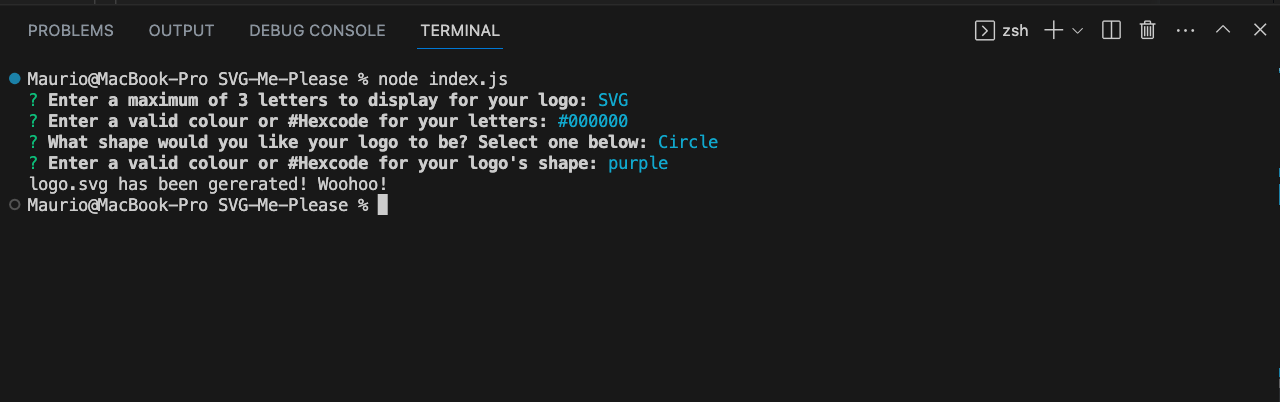 PROBLEMS OUTPUT DEBUG CONSOLE TERMINAL zsh
Maurio@MacBook-Pro SVG-Me-Please % node index.js
? Enter a maximum of 3 letters to display for your logo: SVG
? Enter a valid colour or #Hexcode for your letters: #000000
? What shape would you like your logo to be? Select one below: Circle
? Enter a valid colour or #Hexcode for your logo's shape: purple
logo.svg has been gererated! Woohoo!
Maurio@MacBook-Pro SVG-Me-Please %